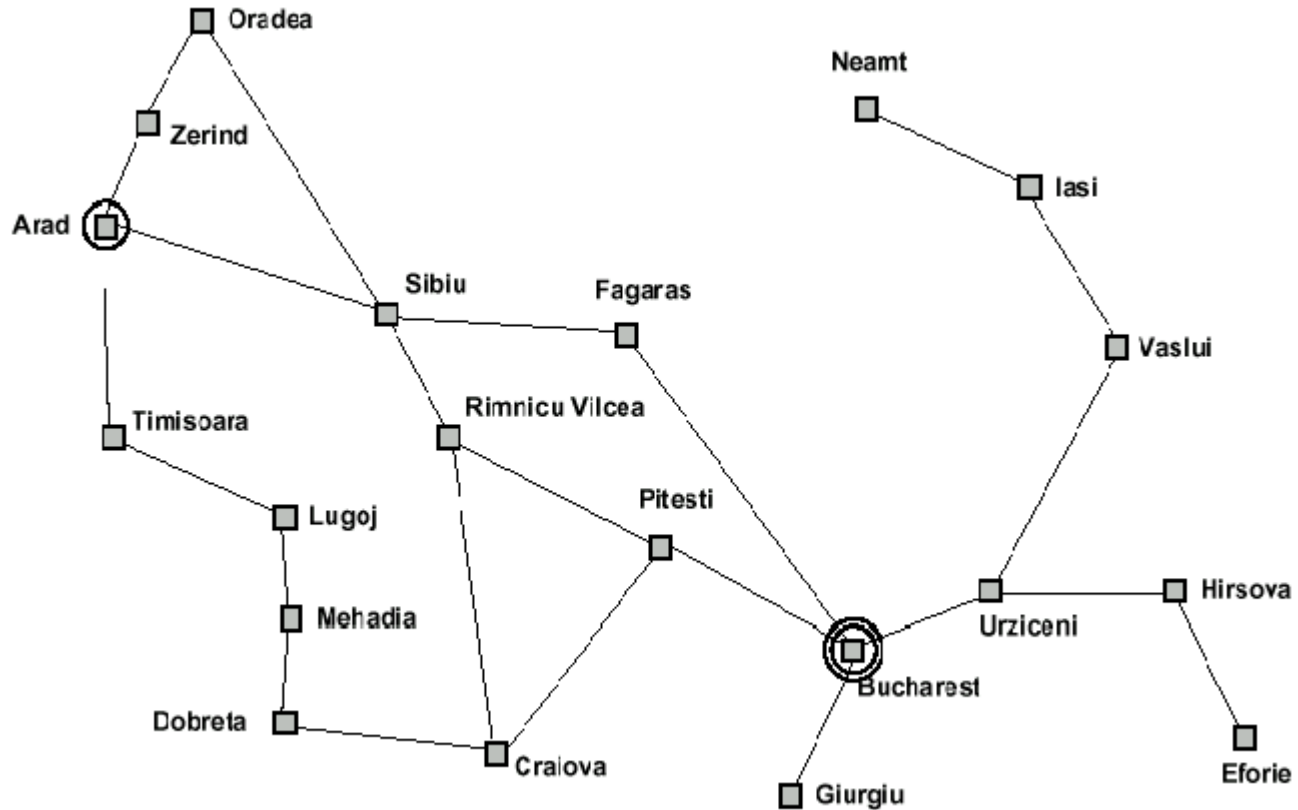 Oradea
Neamt
Zerind
Iasi
Arad
Sibiu
Fagaras
Vaslui
Timisoara
Rimnicu Vilcea
Pitesti
Lugoj
Hirsova
Mehadia
Urziceni
Bucharest
Dobreta
Craiova
Eforie
Giurgiu